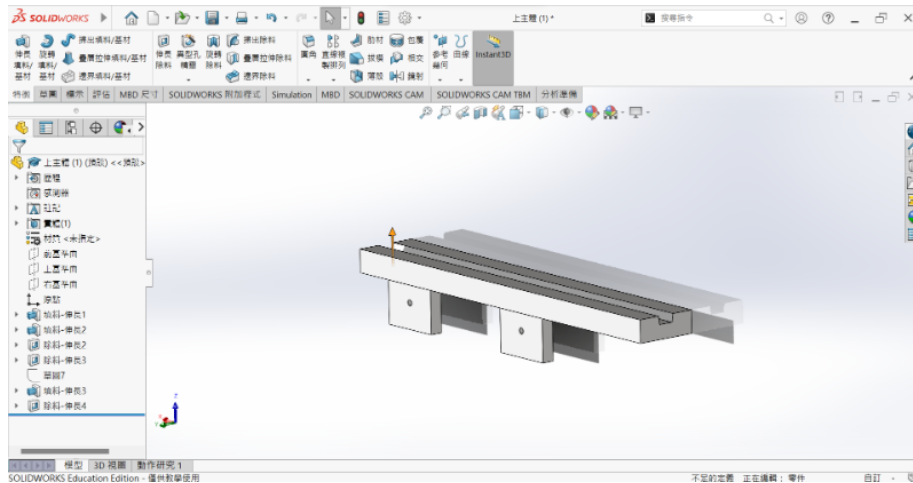 SOLIDWORKS
上主體 (1) *
搜尋指令
伸長填料/基材
旋轉填料/基材
掃出填料/基材
疊層拉伸填料/基材
邊界填料/基材
伸長除料
異型孔精靈
旋轉除料
掃出除料
疊層拉伸除料
邊界除料
圓角
直線複製排列
肋材
拔模
薄殼
包覆
相交
鏡射
參考幾何
曲線
Instant3D
特徵 草圖 標示 評估 MBD 尺寸 SOLIDWORKS 附加程式 Simulation MBD SOLIDWORKS CAM SOLIDWORKS CAM TBM 分析準備
上主體 (1) (預設) <<預設>
歷程
感測器
註記
實體(1)
材質 <未指定>
前基準面
上基準面
右基準面
原點
填料-伸長1
填料-伸長2
除料-伸長2
除料-伸長3
草圖7
填料-伸長3
除料-伸長4
模型 3D 視圖 動作研究 1
SOLIDWORKS Education Edition - 僅供教學使用
不足的定義 正在編輯：零件 自訂